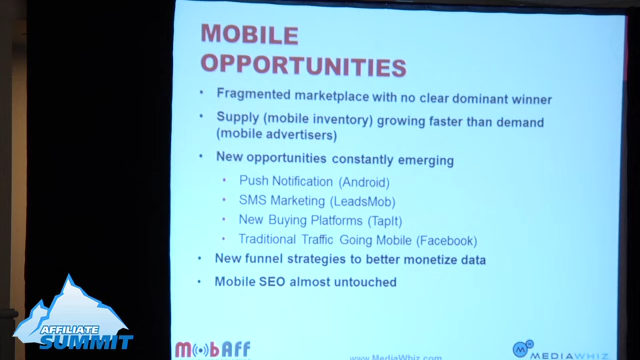 MOBILE
OPPORTUNITIES
• Fragmented marketplace with no clear dominant winner
• Supply (mobile inventory) growing faster than demand
(mobile advertisers)
• New opportunities constantly emerging
• Push Notification (Android)
• SMS Marketing (LeadsMob)
• New Buying Platforms (TapIt)
• Traditional Traffic Going Mobile (Facebook)
• New funnel strategies to better monetize data
• Mobile SEO almost untouched
AFFILIATE
SUMMIT
mobAFF
www.MediaWhiz.com
M
MEDIAWHIZ